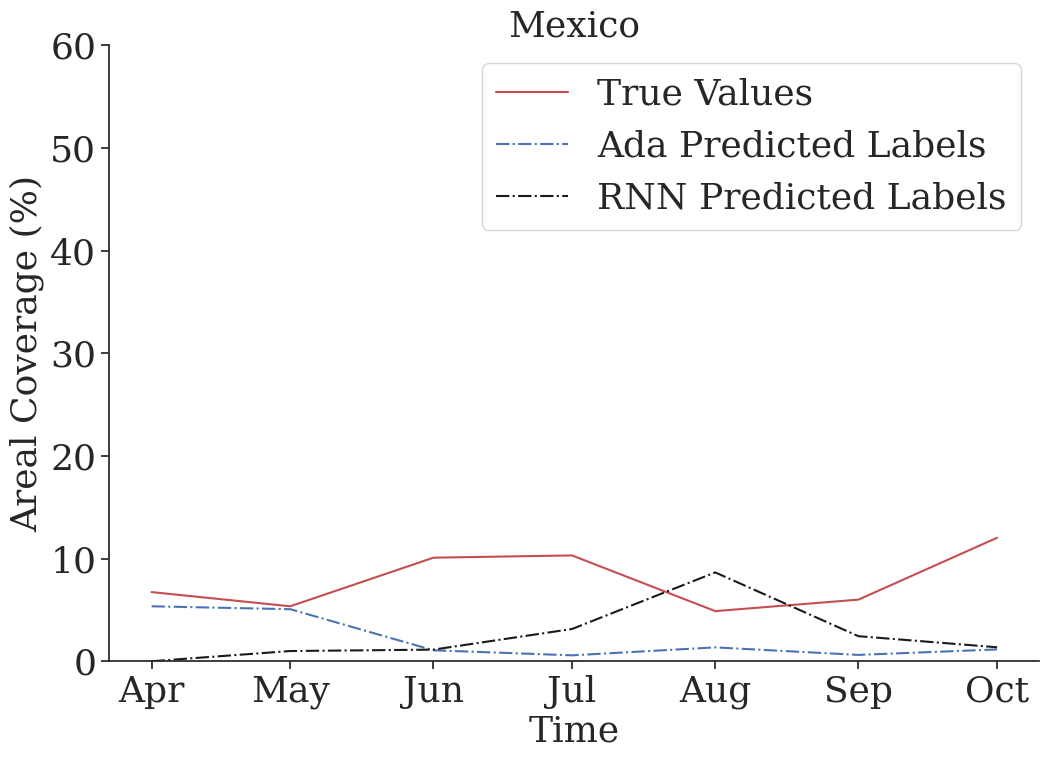 Mexico
True Values
Ada Predicted Labels
RNN Predicted Labels
Areal Coverage (%)
60
50
40
30
20
10
0
Apr May Jun Jul Aug Sep Oct
Time